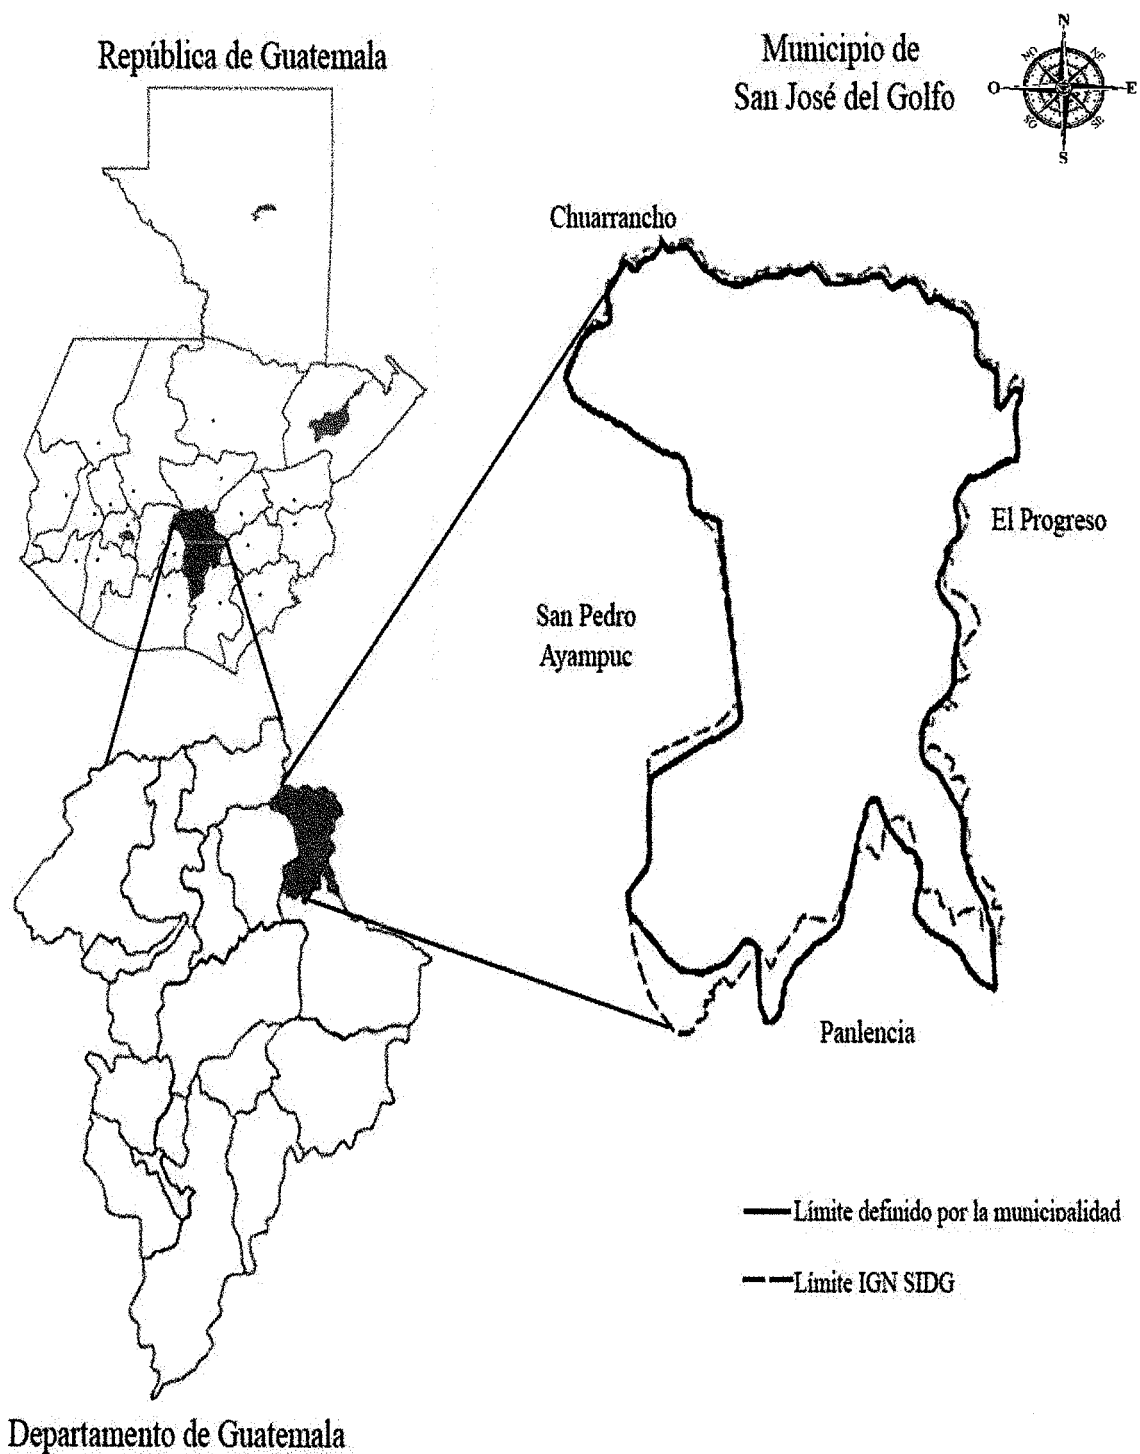 República de Guatemala
Municipio de
San José del Golfo
N
NO
NE
O
E
SO
SE
S
Chuarrancho
El Progreso
San Pedro
Ayampuc
Panlencia
Límite definido por la municipalidad
Límite IGN SIDG
Departamento de Guatemala